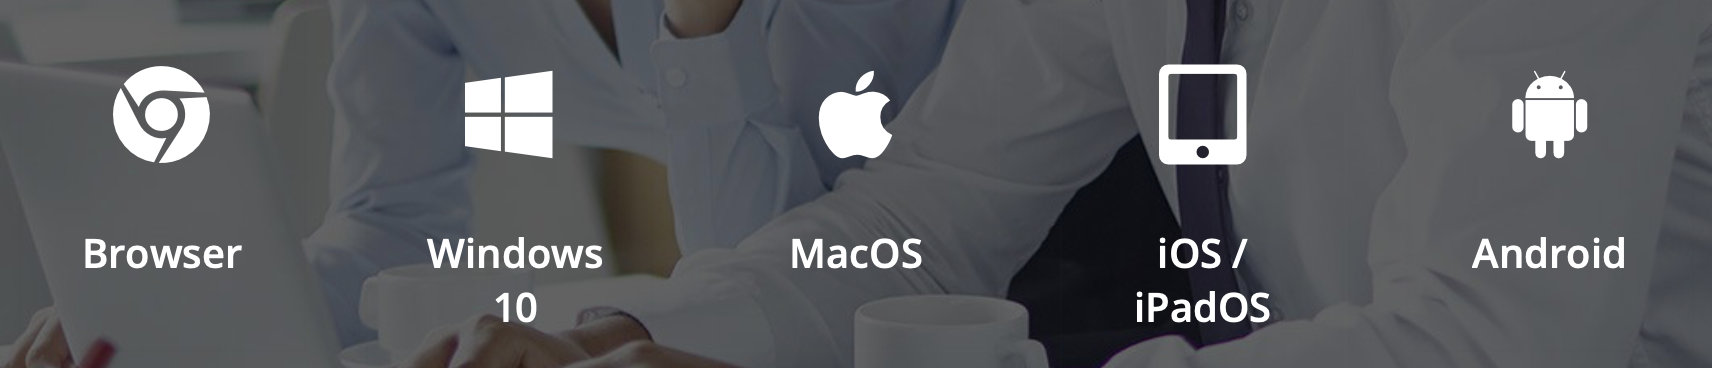 Browser
Windows
10
MacOS
iOS /
iPadOS
Android